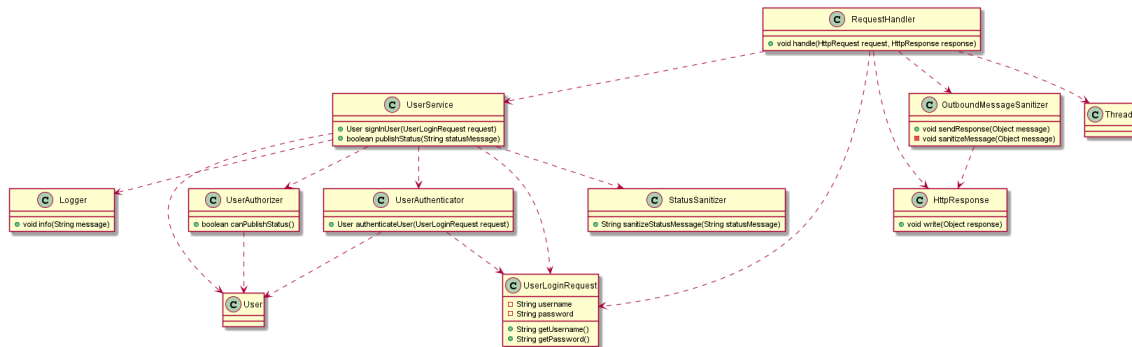 C RequestHandler
void handle(HttpRequest request, HttpResponse response)
C UserService
User signInUser(UserLoginRequest request)
boolean publishStatus(String statusMessage)
C OutboundMessageSanitizer
void sendResponse(Object message)
void sanitizeMessage(Object message)
C Thread
C Logger
void info(String message)
C UserAuthorizer
boolean canPublishStatus()
C UserAuthenticator
User authenticateUser(UserLoginRequest request)
C StatusSanitizer
String sanitizeStatusMessage(String statusMessage)
C HttpResponse
void write(Object response)
C User
C UserLoginRequest
String username
String password
String getUsername()
String getPassword()